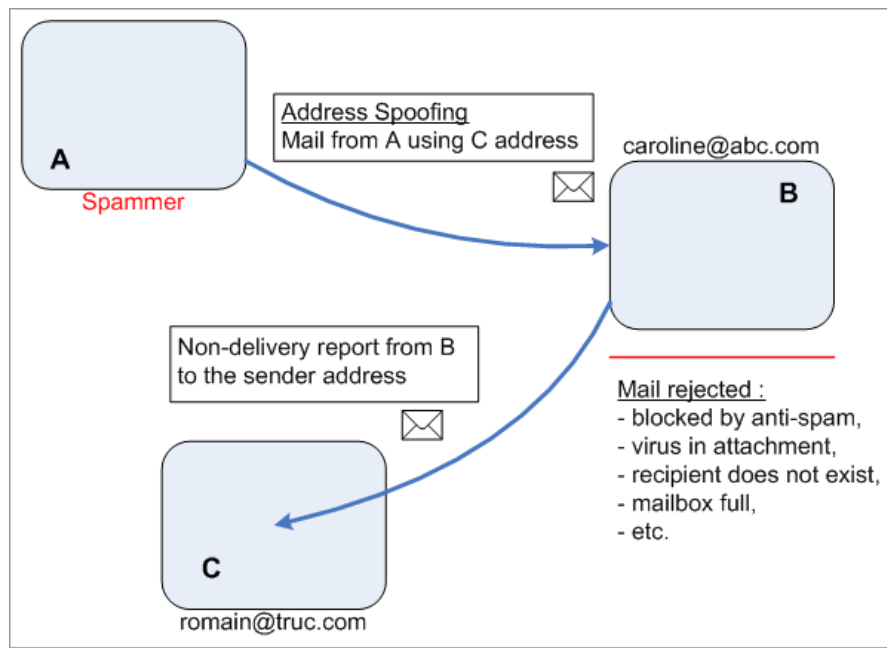 A
Spammer
Address Spoofing
Mail from A using C address
caroline@abc.com
B
Non-delivery report from B
to the sender address
Mail rejected :
- blocked by anti-spam,
- virus in attachment,
- recipient does not exist,
- mailbox full,
- etc.
C
romain@truc.com